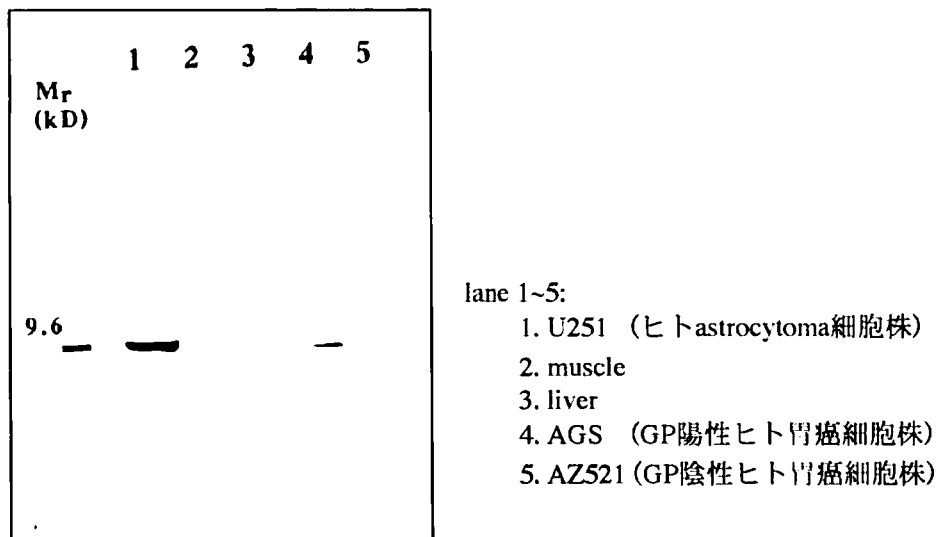 1 2 3 4 5
Mr
(kD)
9.6
lane 1~5:
1. U251 （ヒトastrocytoma細胞株）
2. muscle
3. liver
4. AGS （GP陽性ヒト胃癌細胞株）
5. AZ521 (GP陰性ヒト胃癌細胞株）